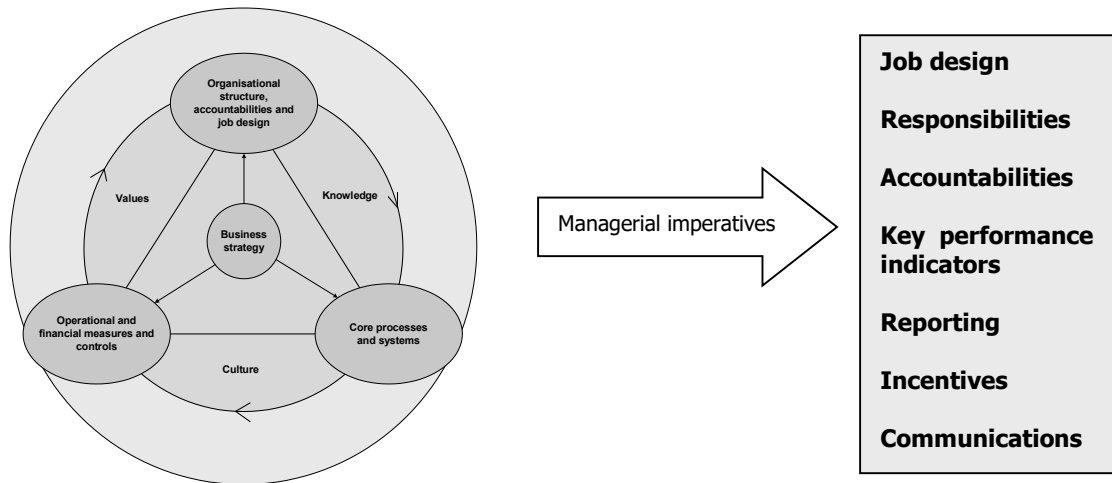 Organisational
structure,
accountabilities and
job design
Values
Knowledge
Business
strategy
Operational and
financial measures and
controls
Core processes
and systems
Culture
Managerial imperatives
Job design
Responsibilities
Accountabilities
Key performance
indicators
Reporting
Incentives
Communications